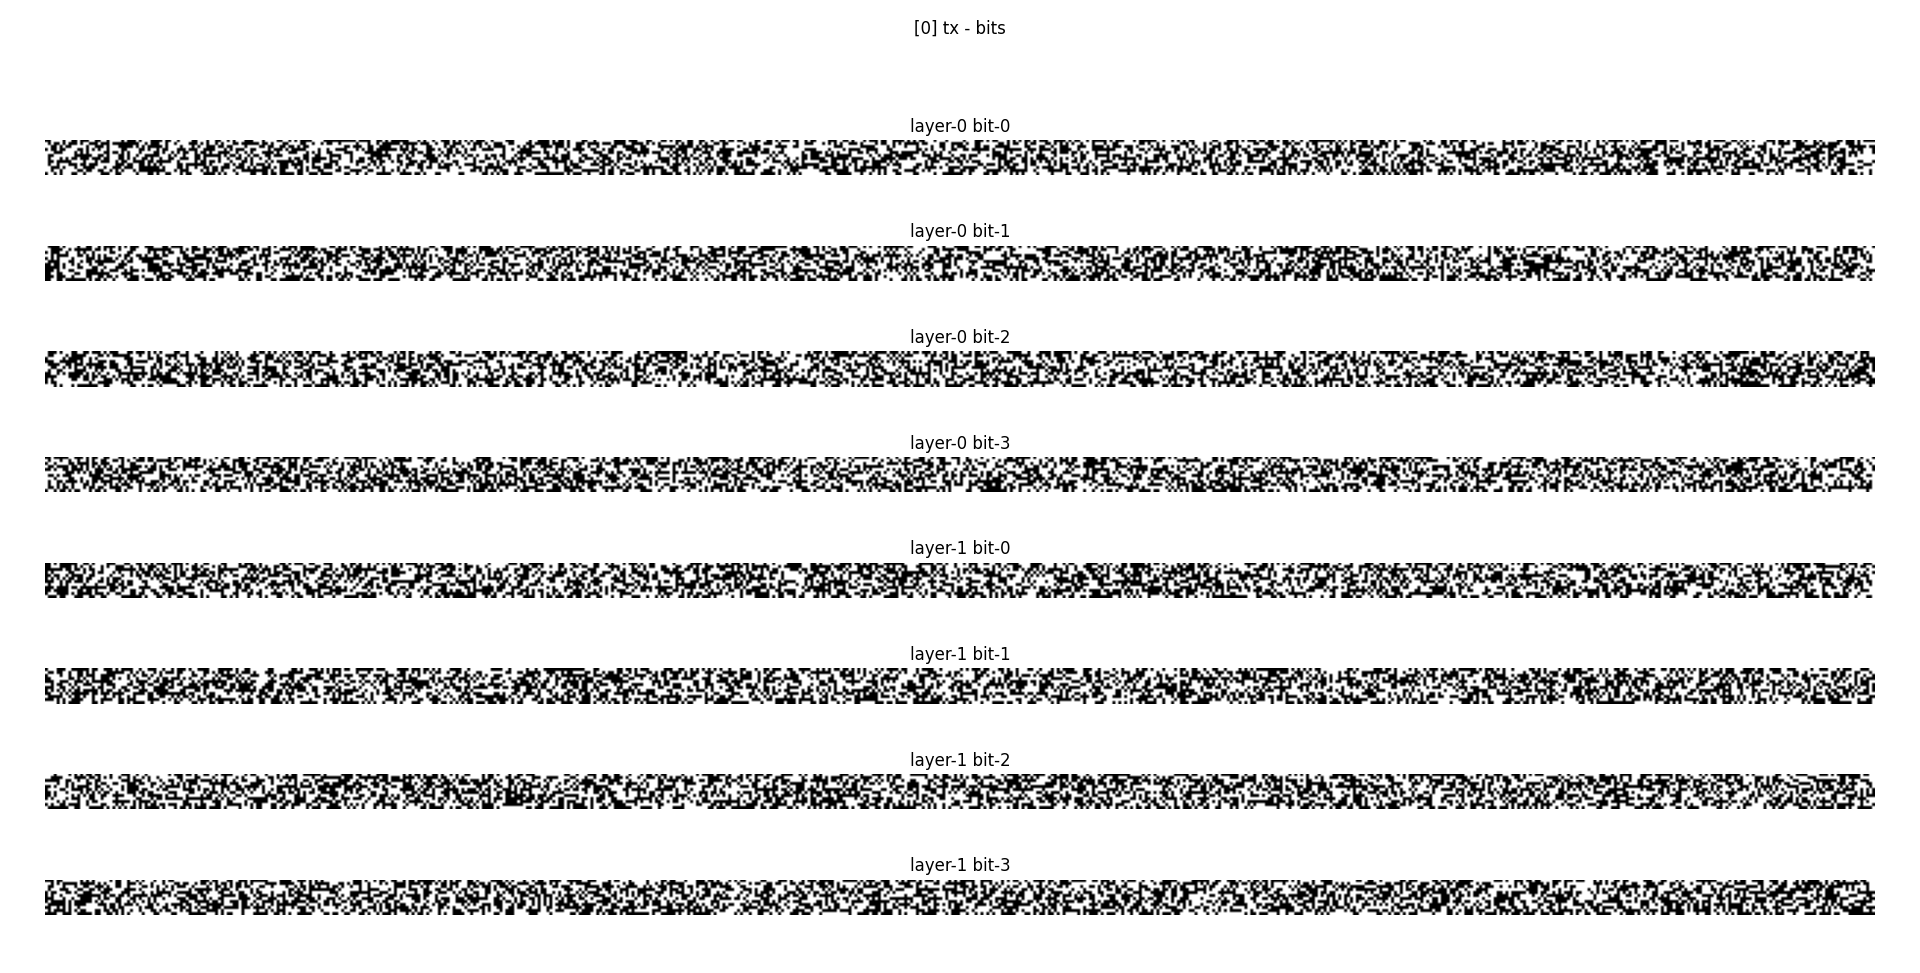 [0] tx - bits
layer-0 bit-0
layer-0 bit-1
layer-0 bit-2
layer-0 bit-3
layer-1 bit-0
layer-1 bit-1
layer-1 bit-2
layer-1 bit-3